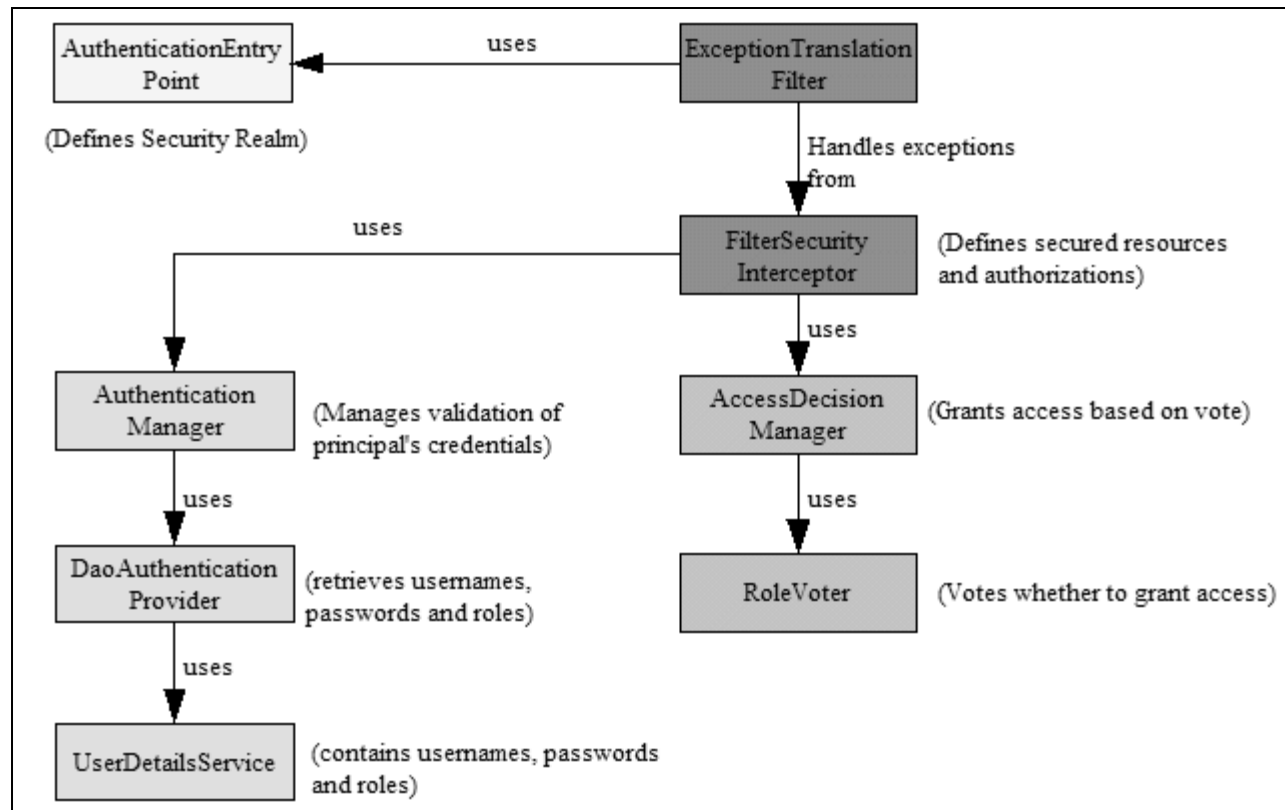 AuthenticationEntry
Point
uses
ExceptionTranslation
Filter
(Defines Security Realm)
Handles exceptions
from
uses
FilterSecurity
Interceptor
(Defines secured resources
and authorizations)
uses
Authentication
Manager
(Manages validation of
principal's credentials)
AccessDecision
Manager
(Grants access based on vote)
uses
uses
DaoAuthentication
Provider
(retrieves usernames,
passwords and roles)
RoleVoter
(Votes whether to grant access)
uses
UserDetailsService
(contains usernames, passwords
and roles)